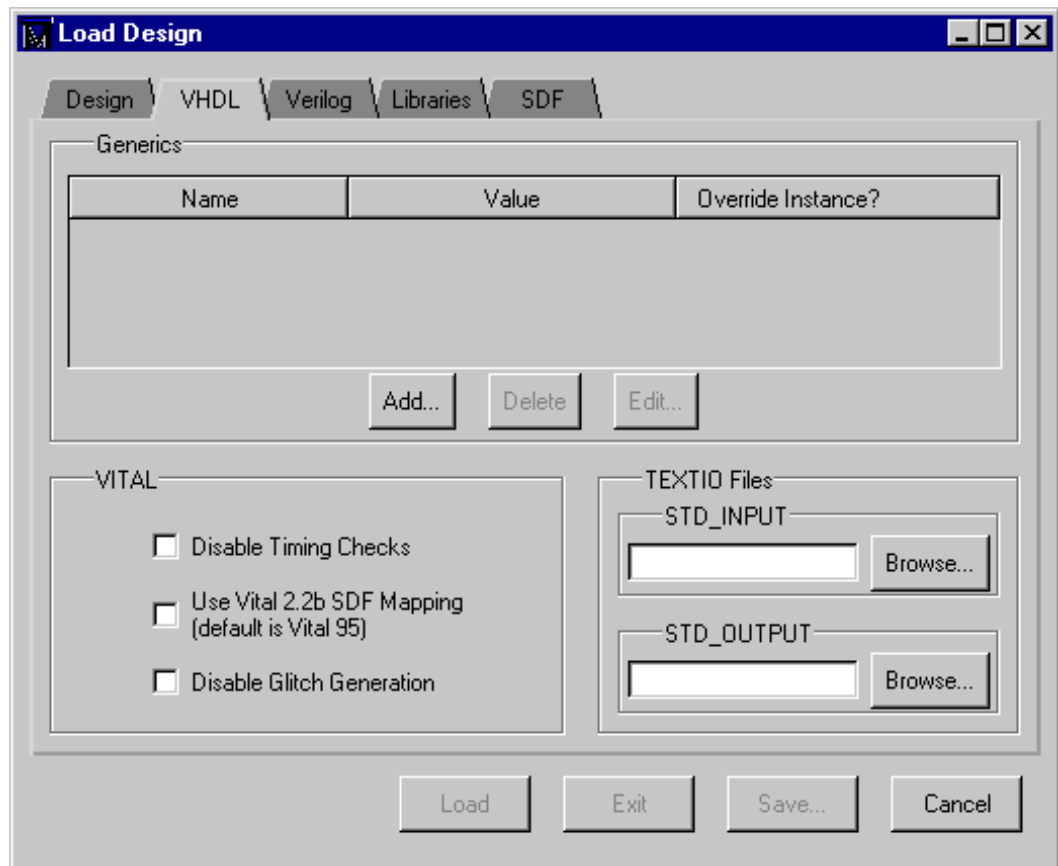 Load Design
Design VHDL Verilog Libraries SDF
Generics
Name Value Override Instance?
Add... Delete Edit...
VITAL
Disable Timing Checks
Use Vital 2.2b SDF Mapping
(default is Vital 95)
Disable Glitch Generation
TEXTIO Files
STD_INPUT
Browse...
STD_OUTPUT
Browse...
Load Exit Save... Cancel